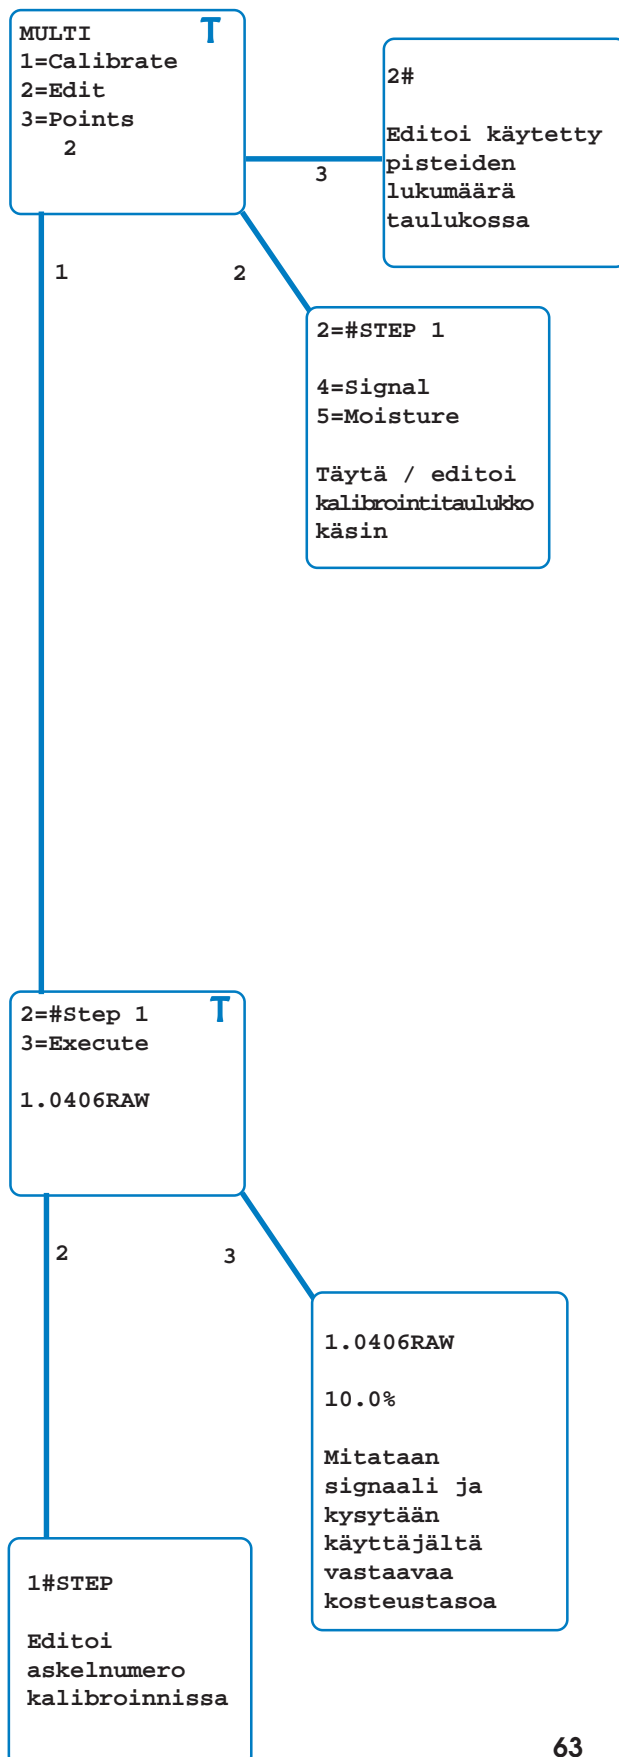 MULTI T
1=Calibrate
2=Edit
3=Points
2
2#
Editoi käytetty
pisteiden
lukumäärä
taulukossa
3
1
2
2=#STEP 1
4=Signal
5=Moisture
Täytä / editoi
kalibrointitaulukko
käsin
2=#Step 1 T
3=Execute
1.0406RAW
2
3
1.0406RAW
10.0%
Mitataan
signaali ja
kysytään
käyttäjältä
vastaavaa
kosteustasoa
1#STEP
Editoi
askelnumero
kalibroinnissa
63